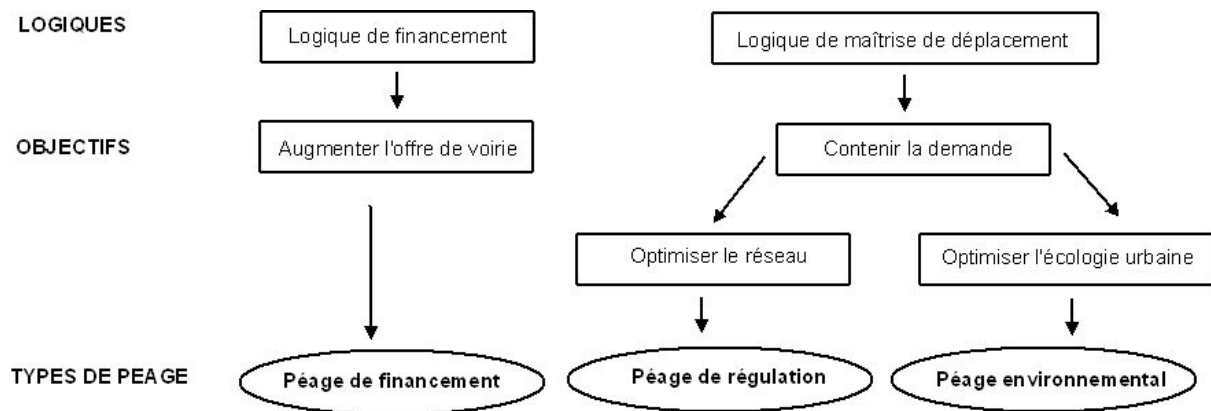 LOGIQUES
Logique de financement
Logique de maîtrise de déplacement
OBJECTIFS
Augmenter l'offre de voirie
Contenir la demande
Optimiser le réseau
Optimiser l'écologie urbaine
TYPES DE PEAGE
Péage de financement
Péage de régulation
Péage environnemental